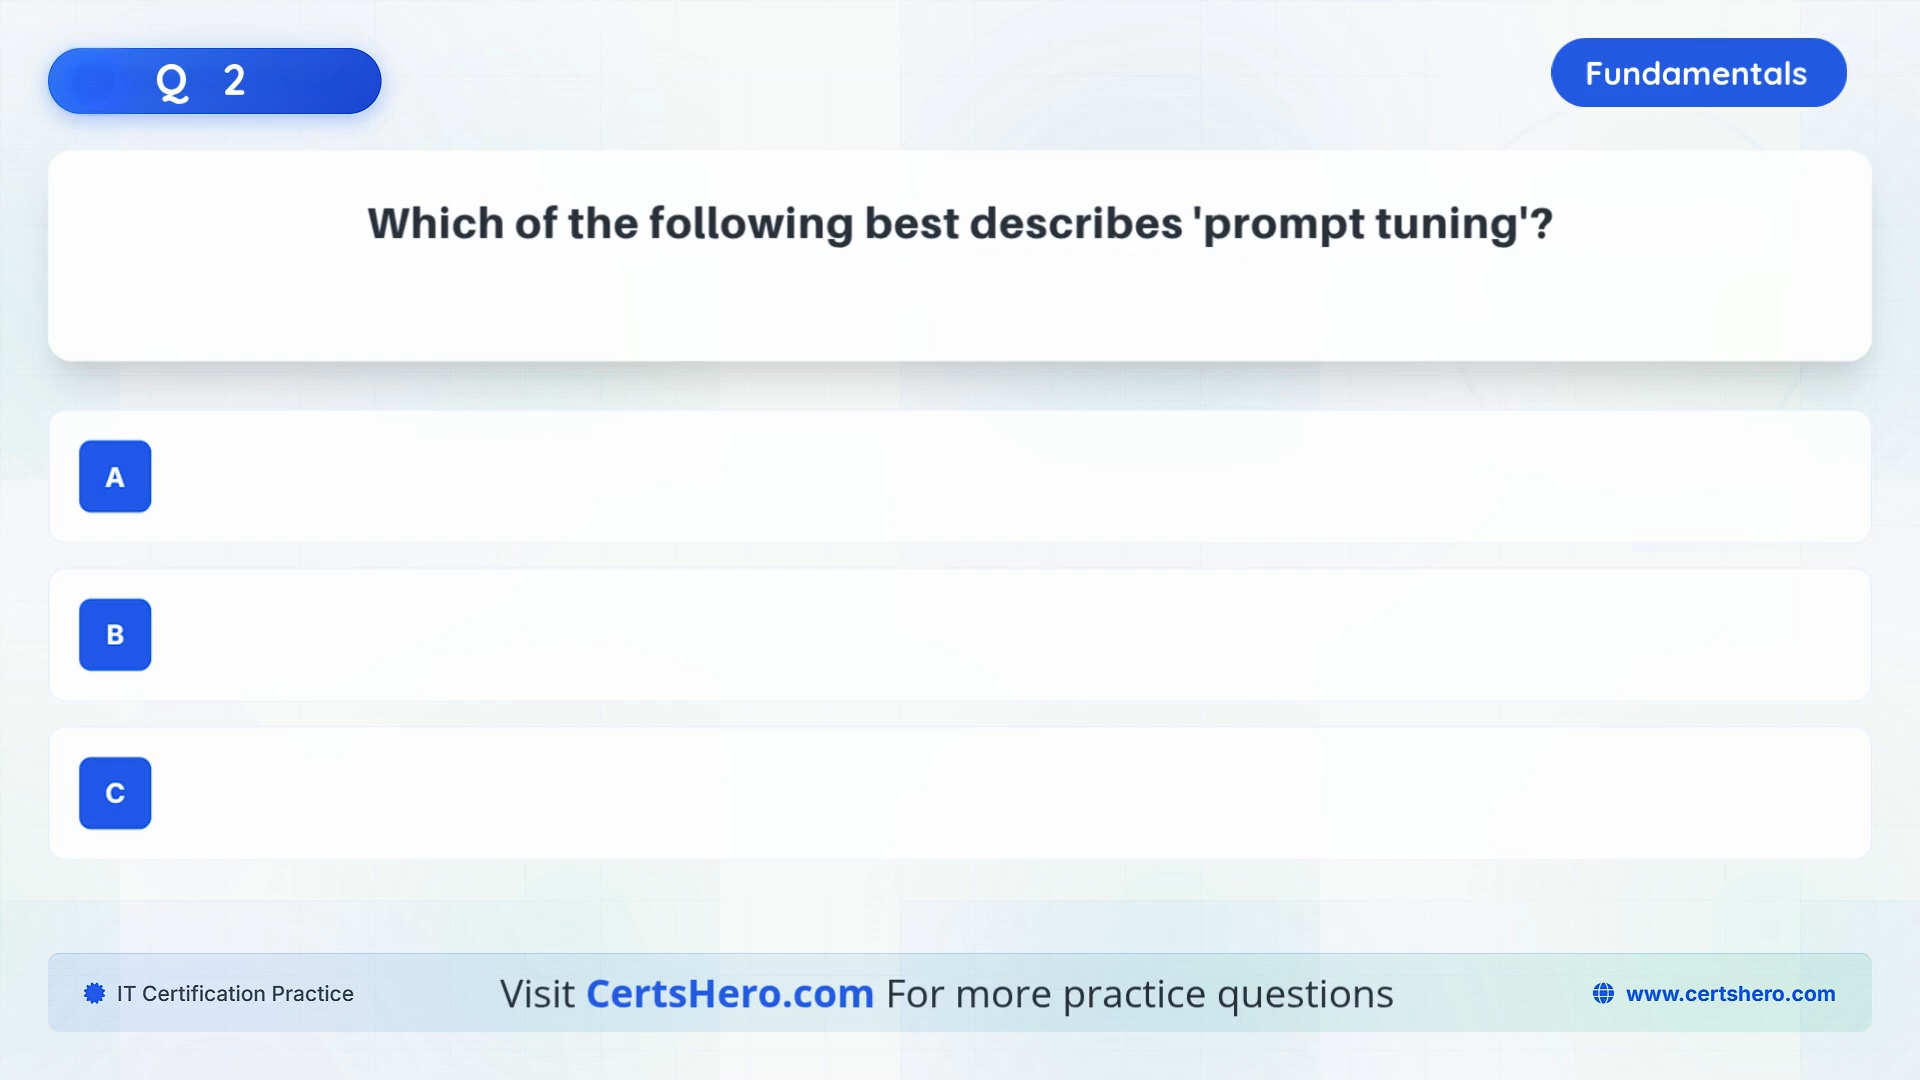 Q 2
Fundamentals
Which of the following best describes 'prompt tuning'?
A
B
C
IT Certification Practice
Visit CertsHero.com For more practice questions
www.certshero.com